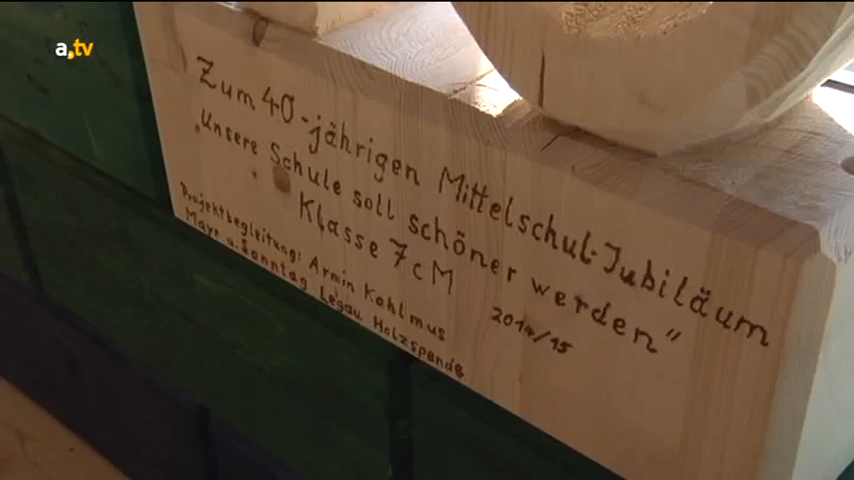 a.tv
Zum 40-jährigen Mittelschul-Jubiläum
„Unsere Schule soll schöner werden"
Klasse 7cM 2014/15
Projektbegleitung: Armin Kohlmus
Mayr u. Sonntag Legau Holzspende